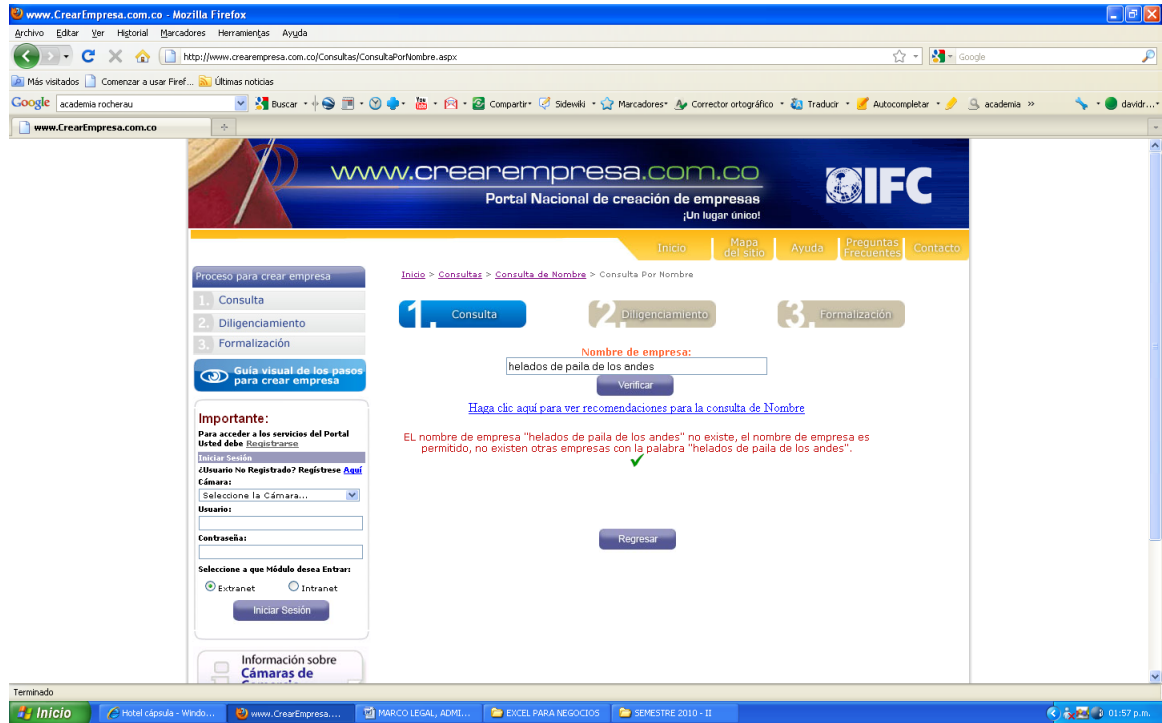 www.CrearEmpresa.com.co - Mozilla Firefox
Archivo Editar Ver Historial Marcadores Herramientas Ayuda
http://www.crearempresa.com.co/Consultas/ConsultaPorNombre.aspx
Google
Más visitados Comenzar a usar Firef... Últimas noticias
Google academia rocherau Buscar Compartir Sidewiki Marcadores Corrector ortográfico Traducir Autocompletar academia » davidr...
www.CrearEmpresa.com.co
www.crearempresa.com.co
Portal Nacional de creación de empresas
¡Un lugar único!
IFC
Inicio Mapa del sitio Ayuda Preguntas Frecuentes Contacto
Proceso para crear empresa
1. Consulta
2. Diligenciamiento
3. Formalización
Guía visual de los pasos
para crear empresa
Importante:
Para acceder a los servicios del Portal
Usted debe Registrarse
Iniciar Sesión
¿Usuario No Registrado? Regístrese Aquí
Cámara:
Seleccione la Cámara...
Usuario:
Contraseña:
Seleccione a que Módulo desea Entrar:
Extranet Intranet
Iniciar Sesión
Información sobre
Cámaras de
Inicio > Consultas > Consulta de Nombre > Consulta Por Nombre
1. Consulta 2. Diligenciamiento 3. Formalización
Nombre de empresa:
helados de paila de los andes
Verificar
Haga clic aquí para ver recomendaciones para la consulta de Nombre
EL nombre de empresa "helados de paila de los andes" no existe, el nombre de empresa es
permitido, no existen otras empresas con la palabra "helados de paila de los andes".
Regresar
Terminado
Inicio Hotel cápsula - Windo... www.CrearEmpresa.... MARCO LEGAL, ADMI... EXCEL PARA NEGOCIOS SEMESTRE 2010 - II 01:57 p.m.